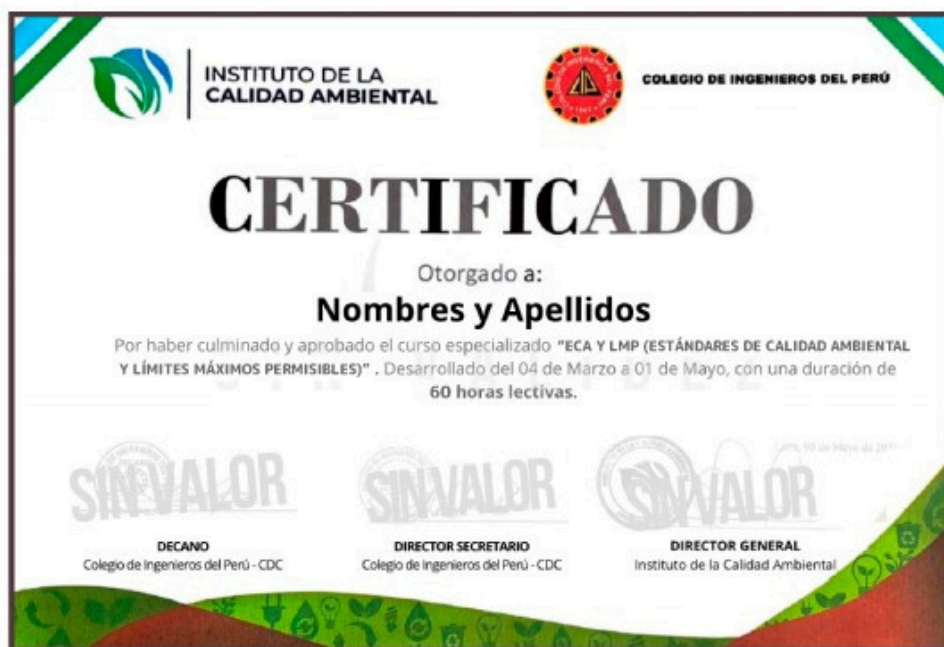 INSTITUTO DE LA
CALIDAD AMBIENTAL
COLEGIO DE INGENIEROS DEL PERÚ
CERTIFICADO
Otorgado a:
Nombres y Apellidos
Por haber culminado y aprobado el curso especializado "ECA Y LMP (ESTÁNDARES DE CALIDAD AMBIENTAL
Y LÍMITES MÁXIMOS PERMISIBLES)" . Desarrollado del 04 de Marzo a 01 de Mayo, con una duración de
60 horas lectivas.
SIN VALOR
SIN VALOR
SIN VALOR
DECANO
Colegio de Ingenieros del Perú - CDC
DIRECTOR SECRETARIO
Colegio de Ingenieros del Perú - CDC
DIRECTOR GENERAL
Instituto de la Calidad Ambiental